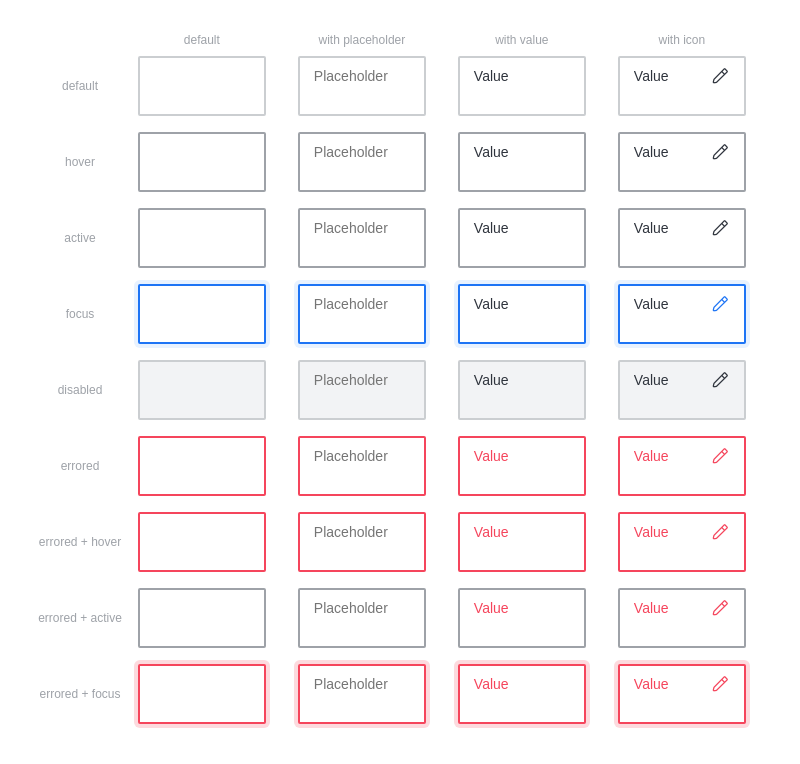 default with placeholder with value with icon
default Placeholder Value Value
hover Placeholder Value Value
active Placeholder Value Value
focus Placeholder Value Value
disabled Placeholder Value Value
errored Placeholder Value Value
errored + hover Placeholder Value Value
errored + active Placeholder Value Value
errored + focus Placeholder Value Value